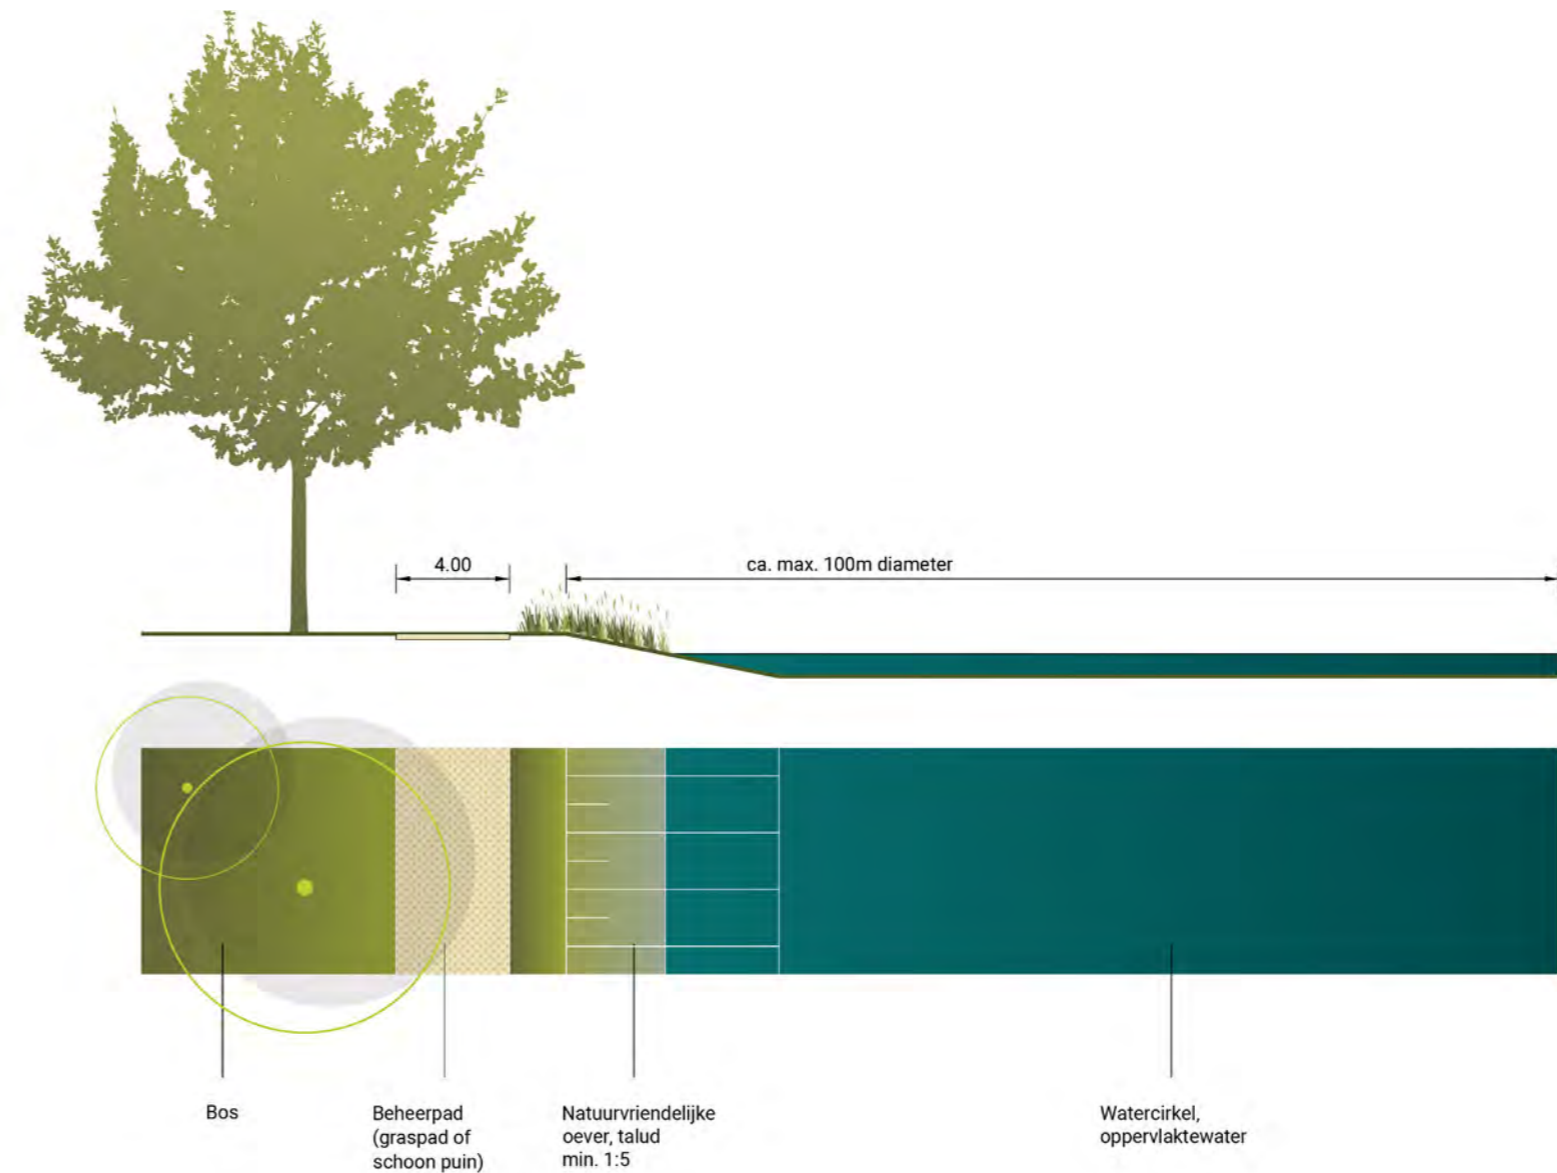 4.00
ca. max. 100m diameter
Bos
Beheerpad
(graspad of
schoon puin)
Natuurvriendelijke
oever, talud
min. 1:5
Watercirkel,
oppervlaktewater